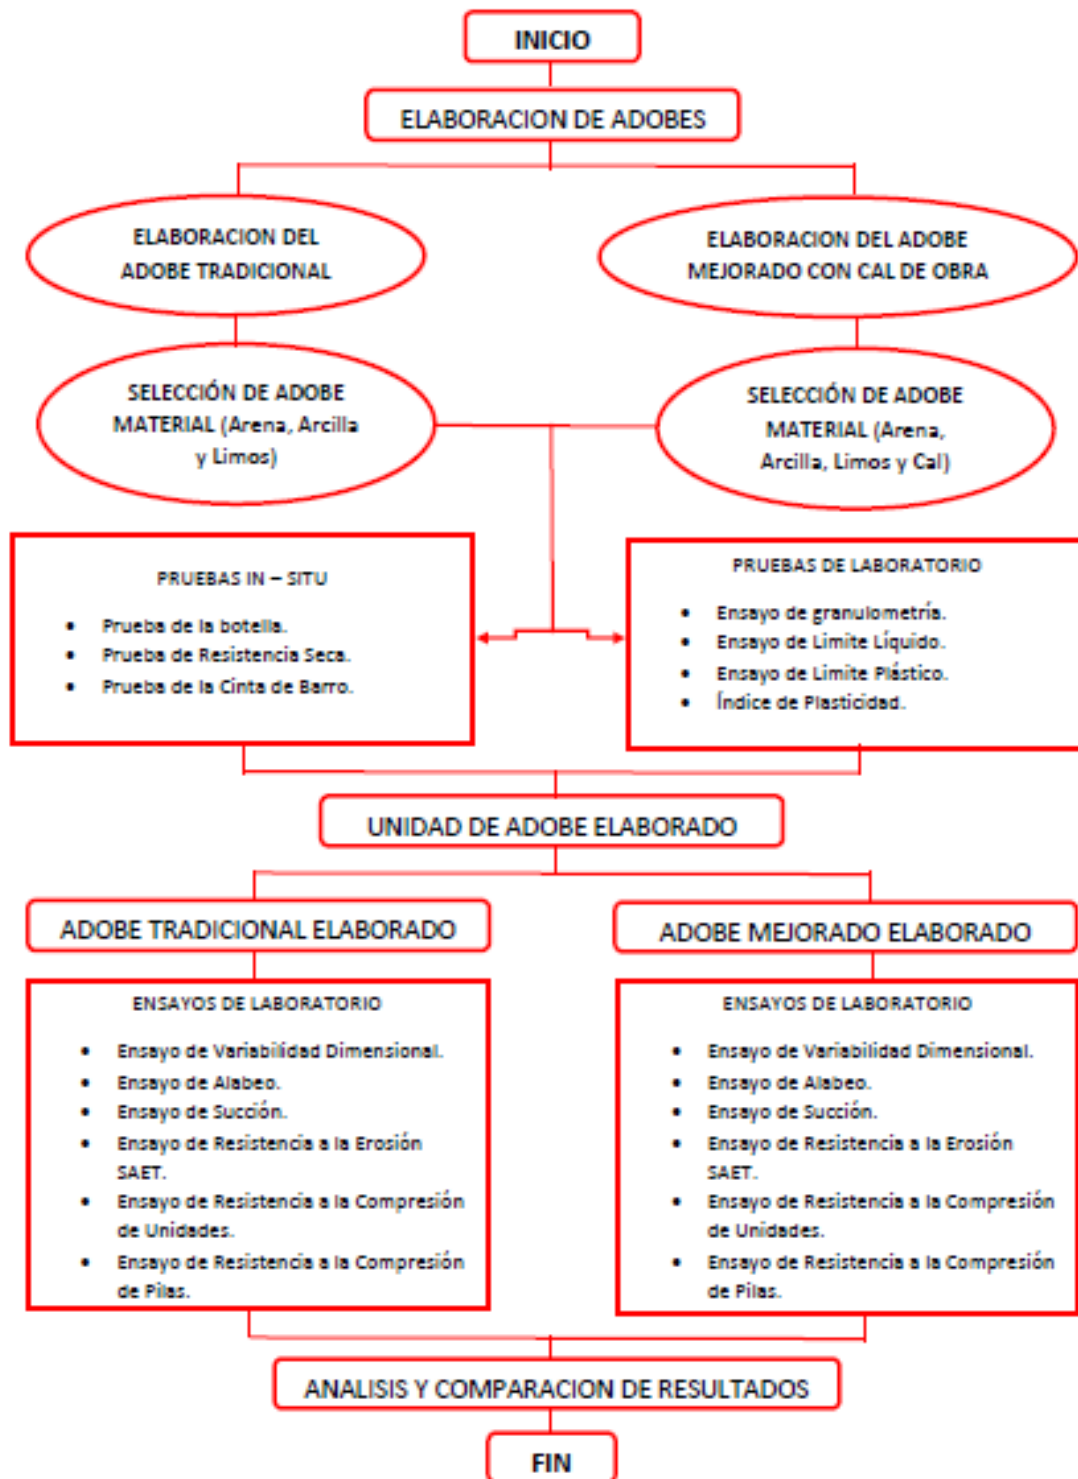 INICIO
ELABORACION DE ADOBES
ELABORACION DEL
ADOBE TRADICIONAL
ELABORACION DEL ADOBE
MEJORADO CON CAL DE OBRA
SELECCIÓN DE ADOBE
MATERIAL (Arena, Arcilla
y Limos)
SELECCIÓN DE ADOBE
MATERIAL (Arena,
Arcilla, Limos y Cal)
PRUEBAS IN – SITU
• Prueba de la botella.
• Prueba de Resistencia Seca.
• Prueba de la Cinta de Barro.
PRUEBAS DE LABORATORIO
• Ensayo de granulometría.
• Ensayo de Limite Líquido.
• Ensayo de Limite Plástico.
• Índice de Plasticidad.
UNIDAD DE ADOBE ELABORADO
ADOBE TRADICIONAL ELABORADO
ADOBE MEJORADO ELABORADO
ENSAYOS DE LABORATORIO
• Ensayo de Variabilidad Dimensional.
• Ensayo de Alabeo.
• Ensayo de Succión.
• Ensayo de Resistencia a la Erosión
SAET.
• Ensayo de Resistencia a la Compresión
de Unidades.
• Ensayo de Resistencia a la Compresión
de Pilas.
ENSAYOS DE LABORATORIO
• Ensayo de Variabilidad Dimensional.
• Ensayo de Alabeo.
• Ensayo de Succión.
• Ensayo de Resistencia a la Erosión
SAET.
• Ensayo de Resistencia a la Compresión
de Unidades.
• Ensayo de Resistencia a la Compresión
de Pilas.
ANALISIS Y COMPARACION DE RESULTADOS
FIN